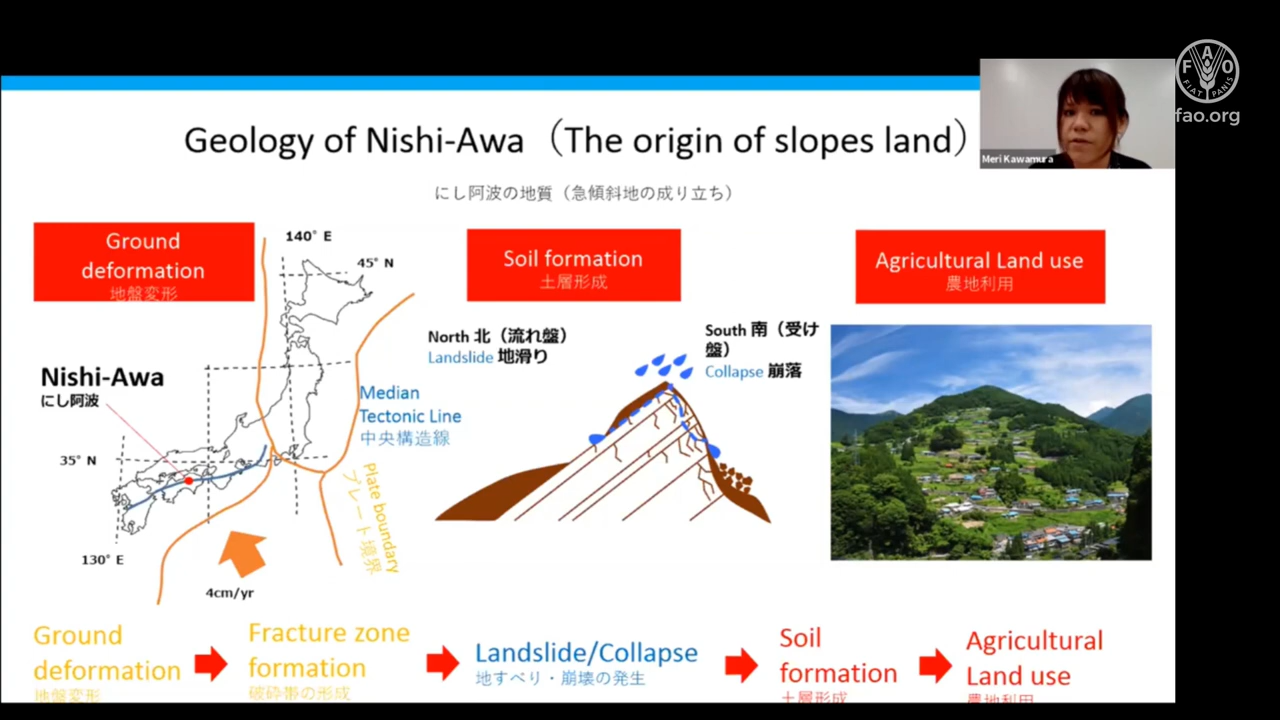 FAO
FIAT PANIS
fao.org
Meri Kawamura
Geology of Nishi-Awa（The origin of slopes land）
にし阿波の地質（急傾斜地の成り立ち）
Ground
deformation
地盤変形
140° E
45° N
Nishi-Awa
にし阿波
Median
Tectonic Line
中央構造線
35° N
130° E
Plate boundary
プレート境界
4cm/yr
Soil formation
土層形成
North 北（流れ盤）
Landslide 地滑り
South 南（受け
盤）
Collapse 崩落
Agricultural Land use
農地利用
Ground
deformation
地盤変形
Fracture zone
formation
破砕帯の形成
Landslide/Collapse
地すべり・崩壊の発生
Soil
formation
土層形成
Agricultural
Land use
農地利用